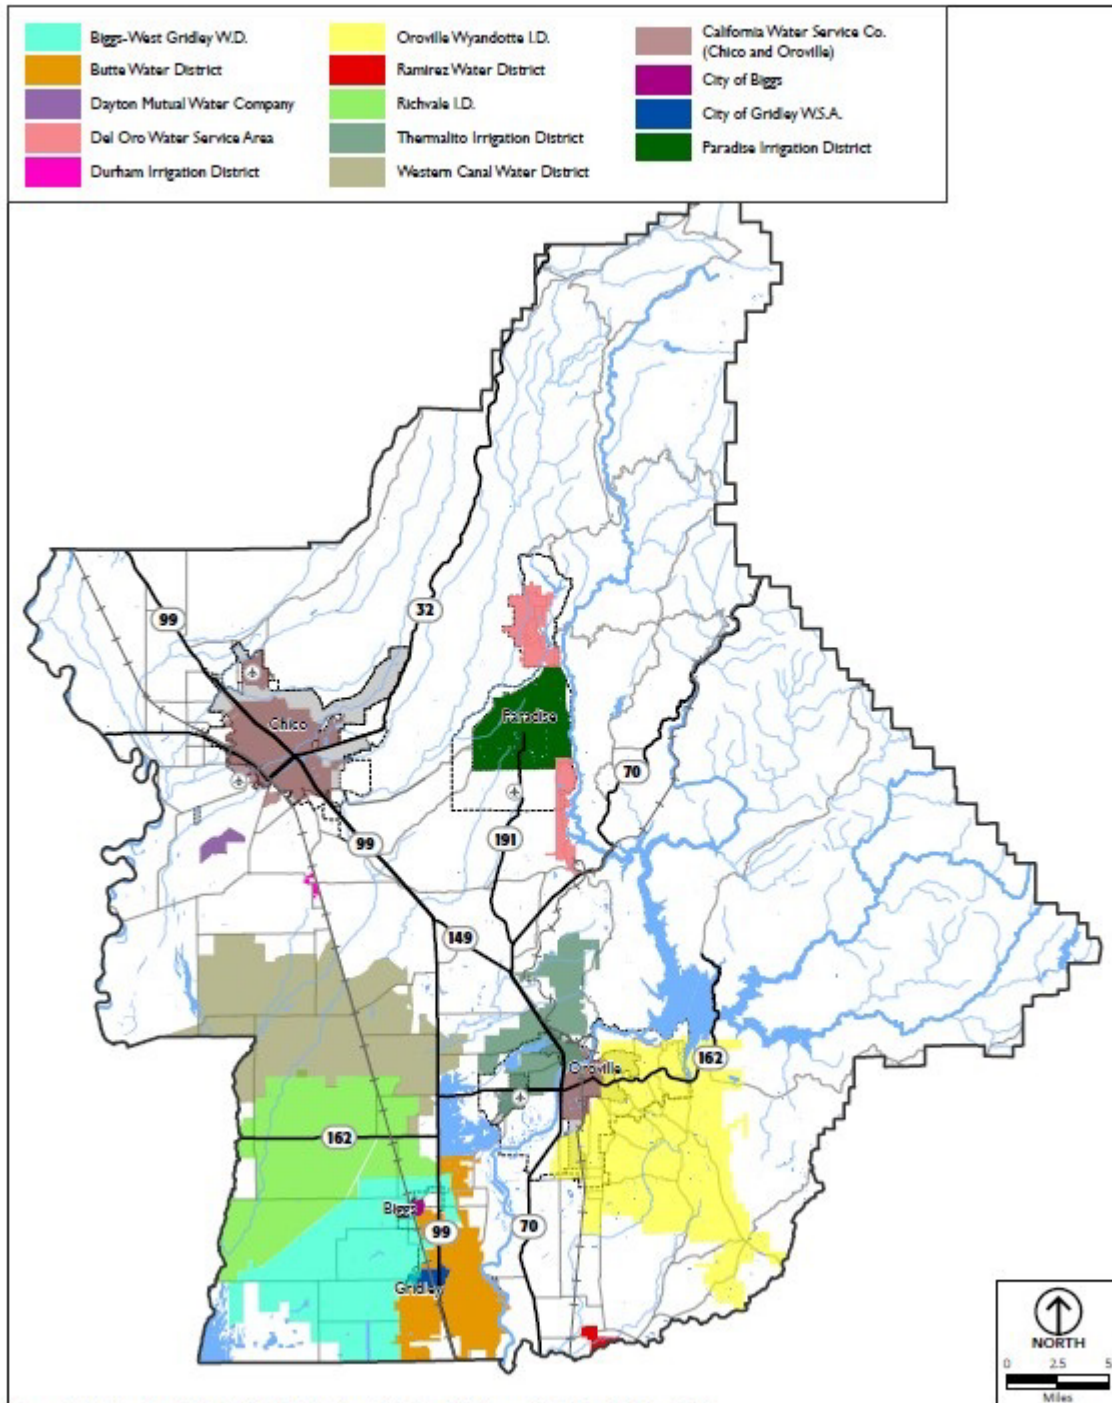 Biggs-West Gridley W.D.
Butte Water District
Dayton Mutual Water Company
Del Oro Water Service Area
Durham Irrigation District
Oroville Wyandotte I.D.
Ramirez Water District
Richvale I.D.
Thermalito Irrigation District
Western Canal Water District
California Water Service Co.
(Chico and Oroville)
City of Biggs
City of Gridley W.S.A.
Paradise Irrigation District
32
99
Chico
Paradise
70
99
191
149
162
Oroville
162
Biggs
99
70
Gridley
NORTH
0 2.5 5
Miles